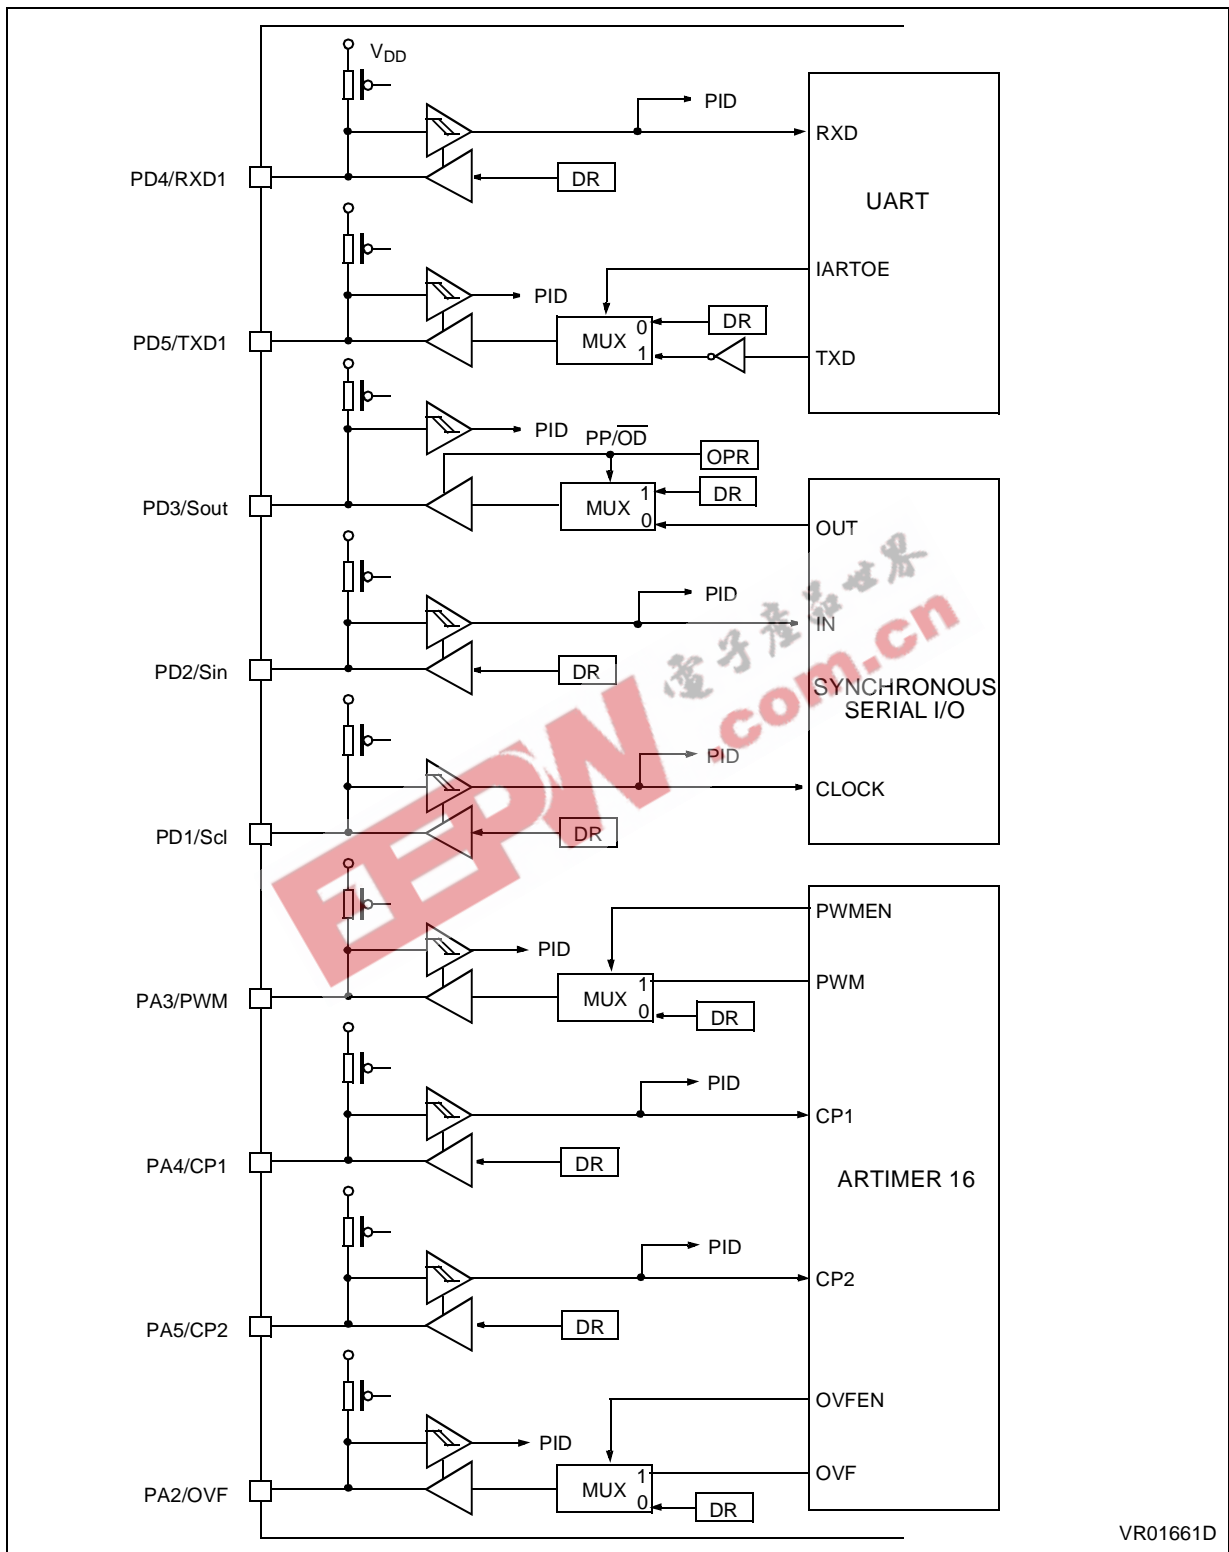 VDD
PID
RXD
PD4/RXD1
DR
UART
IARTOE
PID
DR
MUX 0
1
PD5/TXD1
TXD
PID
PP/OD
OPR
DR
PD3/Sout
MUX 1
0
OUT
電子產品世界
PID
IN
PD2/Sin
DR
SYNCHRONOUS
SERIAL I/O
.com.cn
EEPW
PID
CLOCK
PD1/Scl
DR
PWMEN
PID
PWM
PA3/PWM
MUX 1
0
DR
PID
CP1
PA4/CP1
DR
ARTIMER 16
PID
CP2
PA5/CP2
DR
OVFEN
PID
OVF
PA2/OVF
MUX 1
0
DR
VR01661D